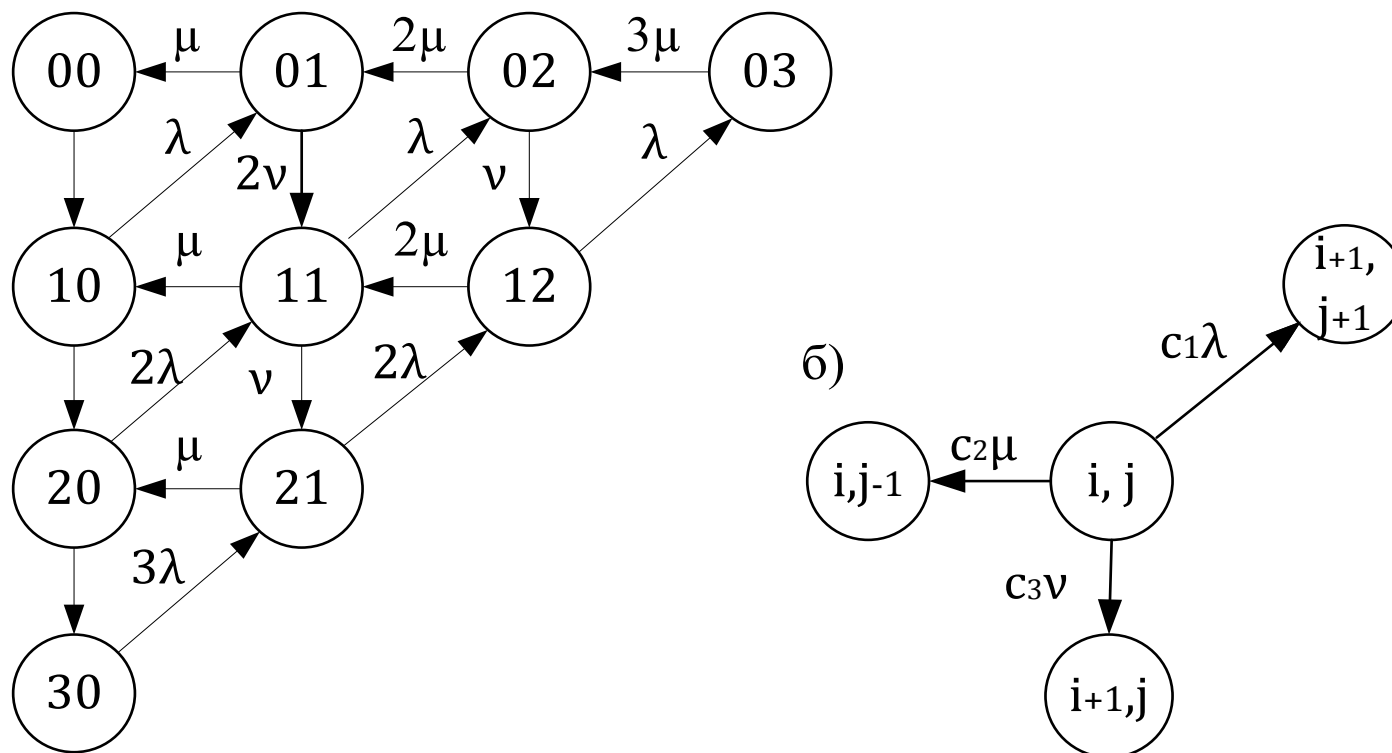 μ 2μ 3μ
00 01 02 03
λ λ λ
2ν ν
μ 2μ
10 11 12
2λ ν 2λ
μ
20 21
3λ
30
i+1,
j+1
c1λ
б)
c2μ
i,j-1 i, j
c3ν
i+1,j